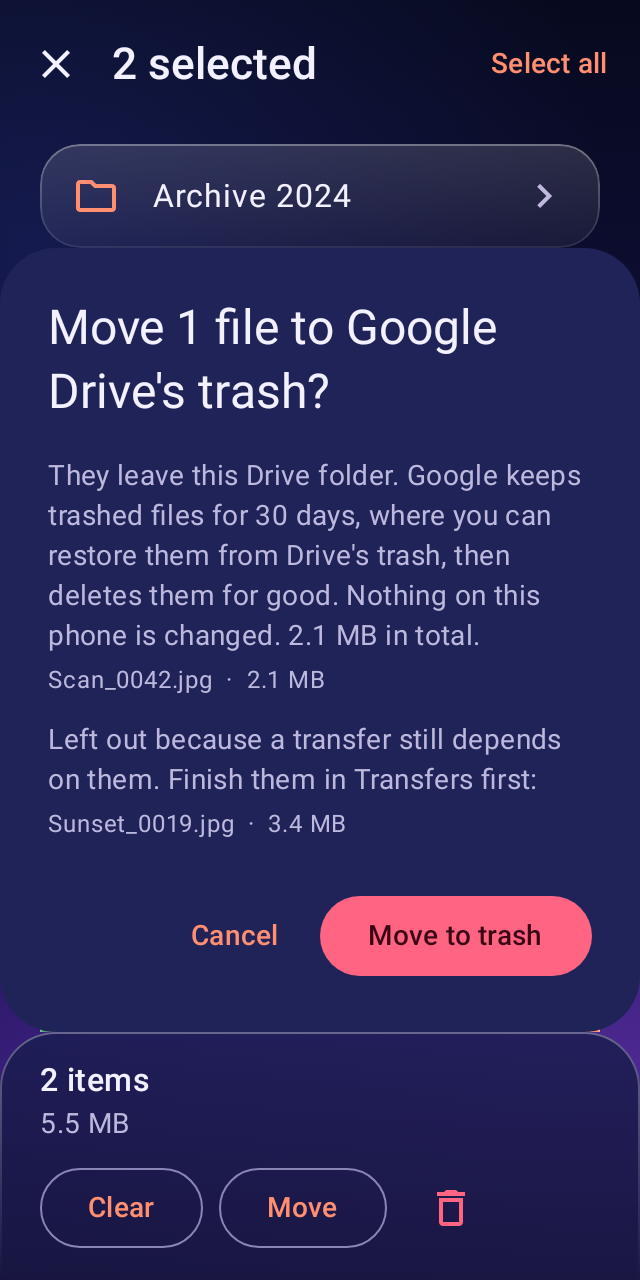 2 selected
Select all
Archive 2024
Move 1 file to Google
Drive's trash?
They leave this Drive folder. Google keeps
trashed files for 30 days, where you can
restore them from Drive's trash, then
deletes them for good. Nothing on this
phone is changed. 2.1 MB in total.
Scan_0042.jpg · 2.1 MB
Left out because a transfer still depends
on them. Finish them in Transfers first:
Sunset_0019.jpg · 3.4 MB
Cancel
Move to trash
2 items
5.5 MB
Clear
Move